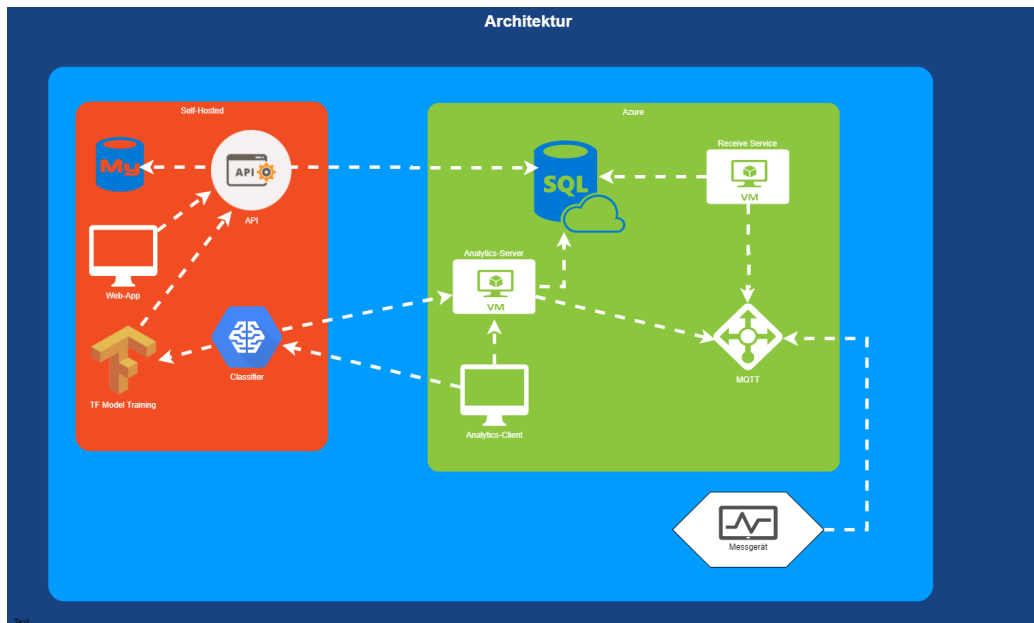 Architektur
Self-Hosted
Azure
My
API
API
SQL
Receive Service
VM
Web-App
Analytics-Server
VM
TF Model Training
Classifier
Analytics-Client
MQTT
Messgerät
Text